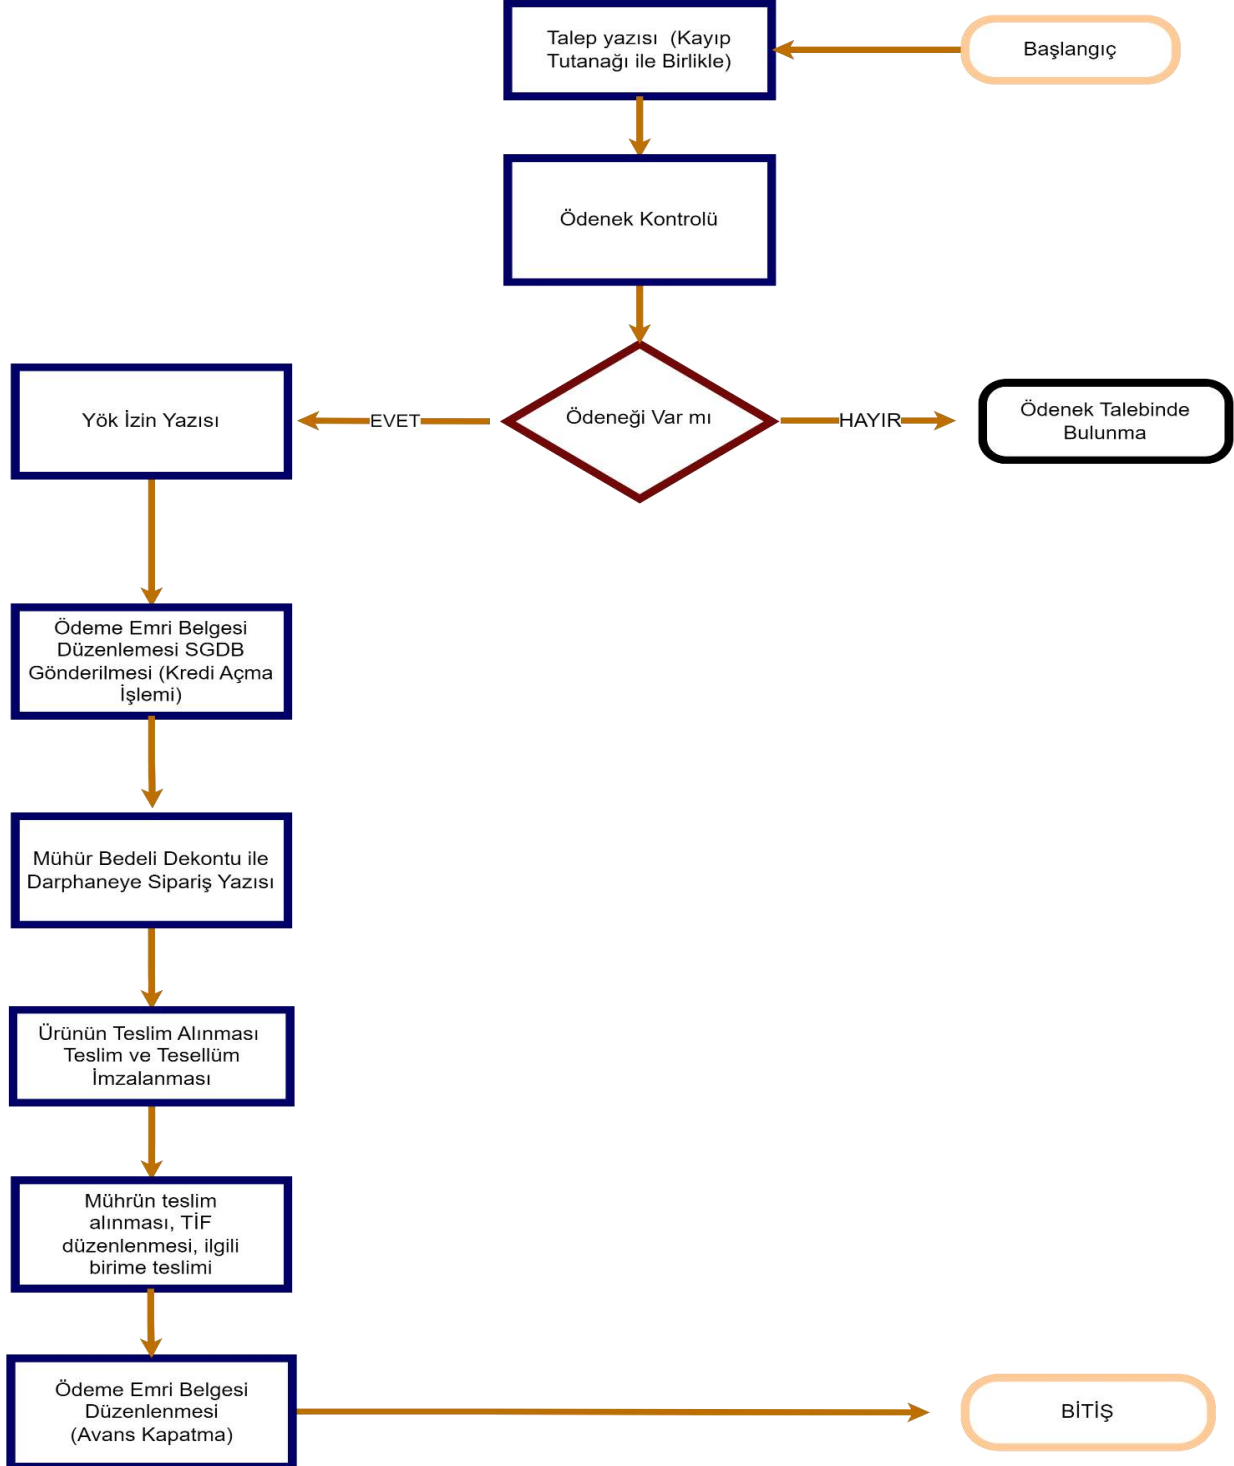 Talep yazısı (Kayıp
Tutanağı ile Birlikle)
Başlangıç
Ödenek Kontrolü
Yök İzin Yazısı
EVET
Ödeneği Var mı
HAYIR
Ödenek Talebinde
Bulunma
Ödeme Emri Belgesi
Düzenlemesi SGDB
Gönderilmesi (Kredi Açma
İşlemi)
Mühür Bedeli Dekontu ile
Darphaneye Sipariş Yazısı
Ürünün Teslim Alınması
Teslim ve Tesellüm
İmzalanması
Mührün teslim
alınması, TİF
düzenlenmesi, ilgili
birime teslimi
Ödeme Emri Belgesi
Düzenlenmesi
(Avans Kapatma)
BİTİŞ